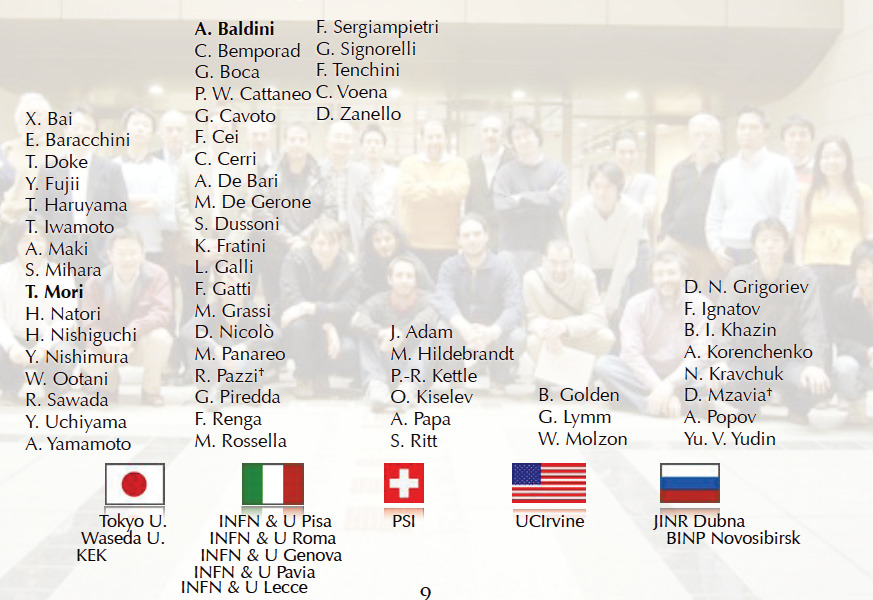 X. Bai
E. Baracchini
T. Doke
Y. Fujii
T. Haruyama
T. Iwamoto
A. Maki
S. Mihara
T. Mori
H. Natori
H. Nishiguchi
Y. Nishimura
W. Ootani
R. Sawada
Y. Uchiyama
A. Yamamoto
Tokyo U.
Waseda U.
KEK
A. Baldini
C. Bemporad
G. Boca
P. W. Cattaneo
G. Cavoto
F. Cei
C. Cerri
A. De Bari
M. De Gerone
S. Dussoni
K. Fratini
L. Galli
F. Gatti
M. Grassi
D. Nicolò
M. Panareo
R. Pazzi†
G. Piredda
F. Renga
M. Rossella
F. Sergiampietri
G. Signorelli
F. Tenchini
C. Voena
D. Zanello
INFN & U Pisa
INFN & U Roma
INFN & U Genova
INFN & U Pavia
INFN & U Lecce
J. Adam
M. Hildebrandt
P.-R. Kettle
O. Kiselev
A. Papa
S. Ritt
PSI
B. Golden
G. Lymm
W. Molzon
UCIrvine
D. N. Grigoriev
F. Ignatov
B. I. Khazin
A. Korenchenko
N. Kravchuk
D. Mzavia†
A. Popov
Yu. V. Yudin
JINR Dubna
BINP Novosibirsk
9